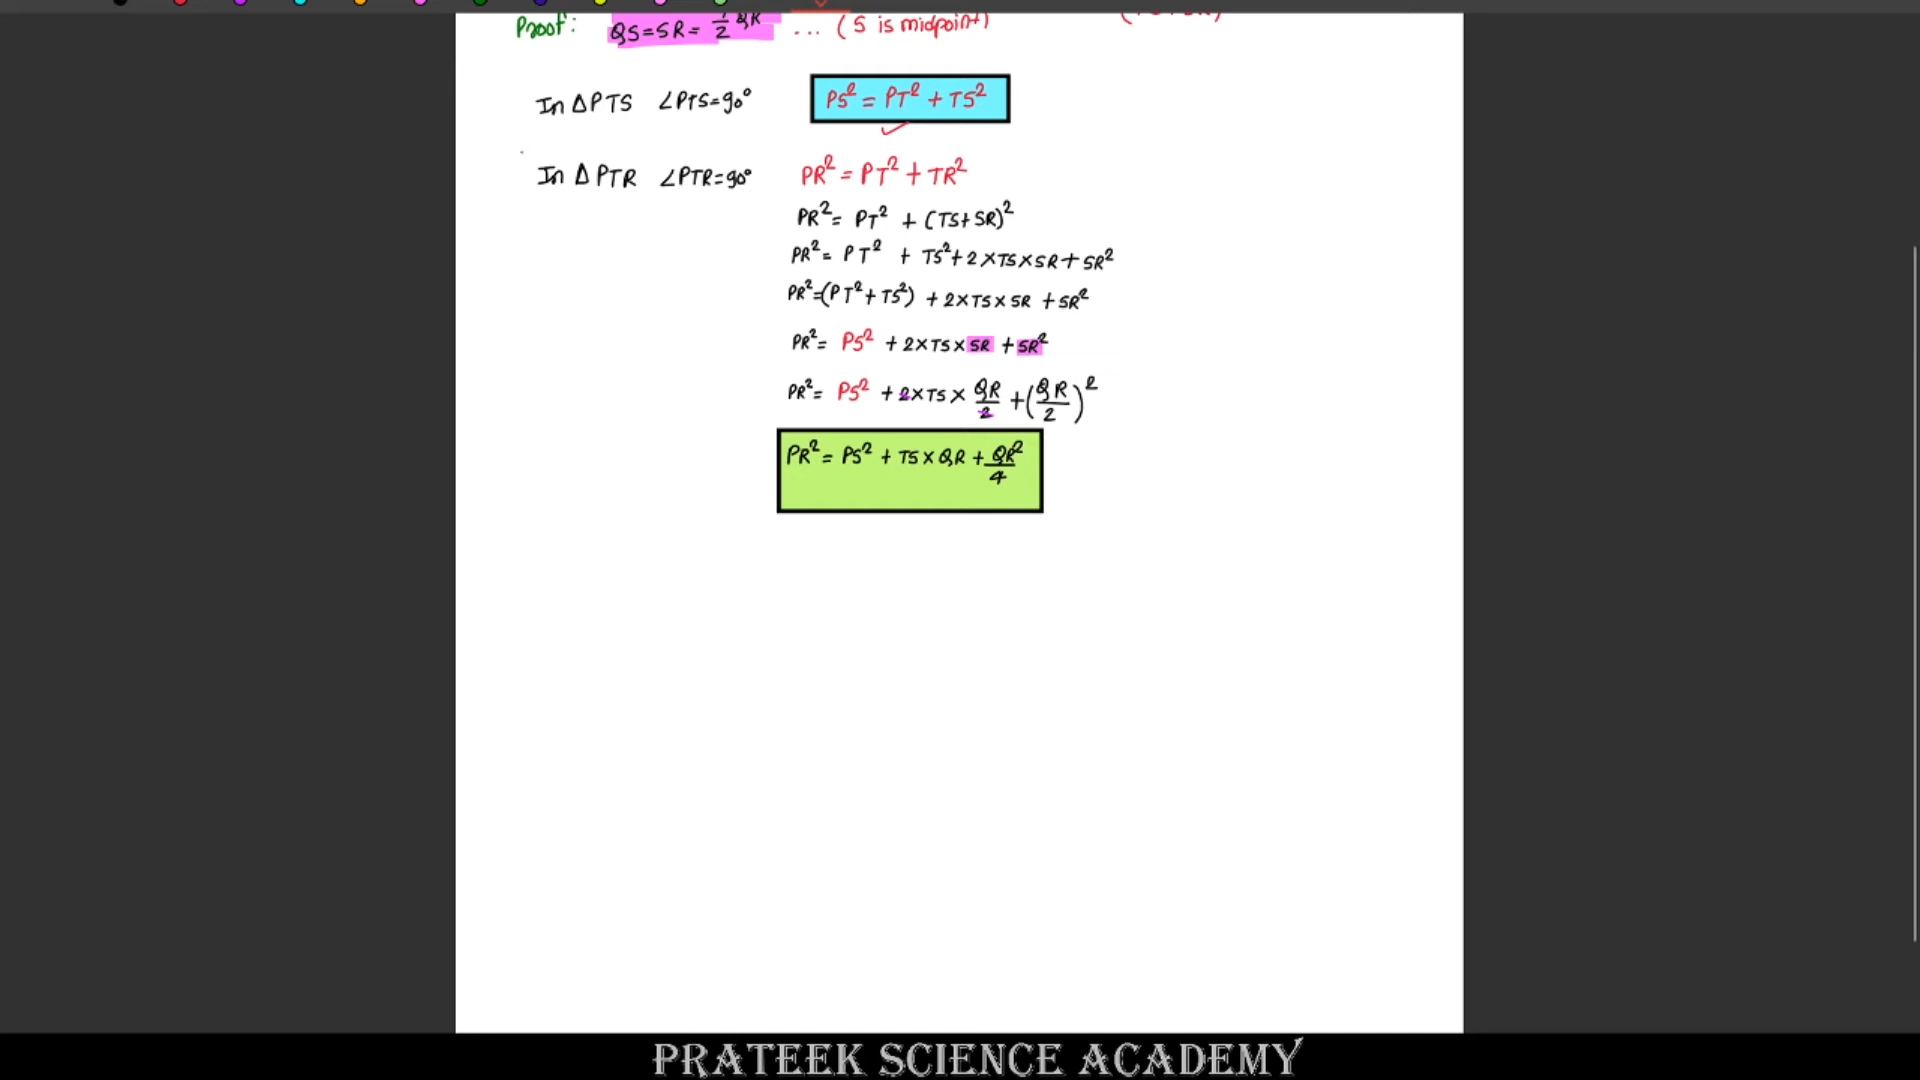 Proof: QS=SR= 1/2 QR ... (S is midpoint)
In △PTS ∠PTS=90° PS² = PT² + TS²
In △PTR ∠PTR=90° PR² = PT² + TR²
PR² = PT² + (TS+SR)²
PR² = PT² + TS² + 2×TS×SR + SR²
PR² = (PT² + TS²) + 2×TS×SR + SR²
PR² = PS² + 2×TS×SR + SR²
PR² = PS² + 2×TS× QR/2 + (QR/2)²
PR² = PS² + TS×QR + QR²/4
PRATEEK SCIENCE ACADEMY